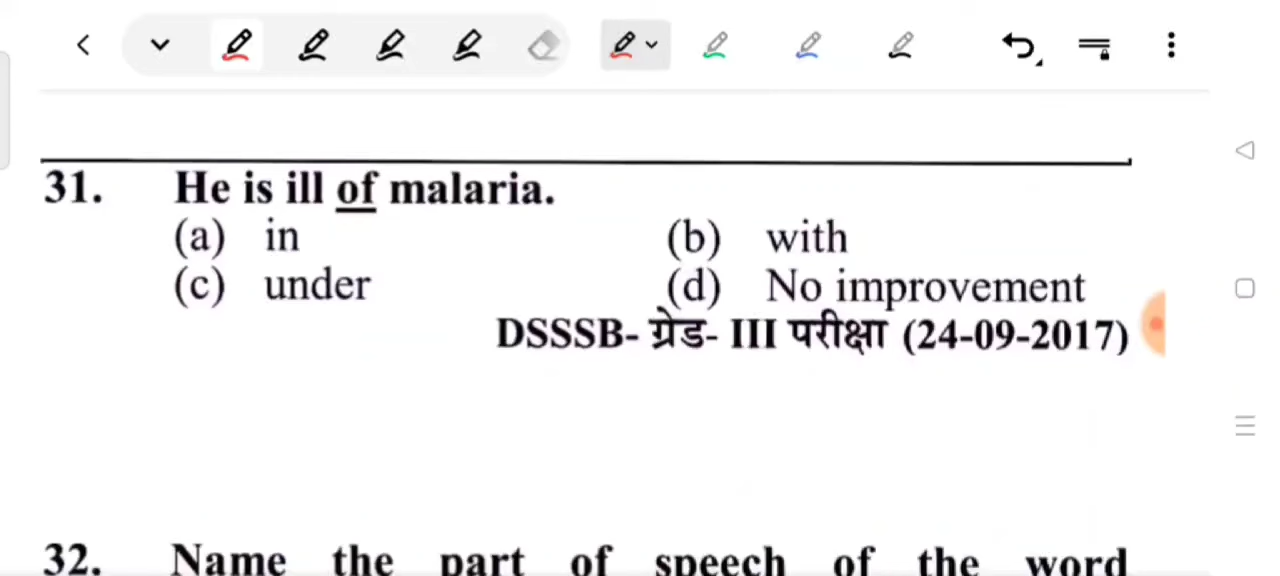 31. He is ill of malaria.
(a) in (b) with
(c) under (d) No improvement
DSSSB- ग्रेड- III परीक्षा (24-09-2017)
32. Name the part of speech of the word